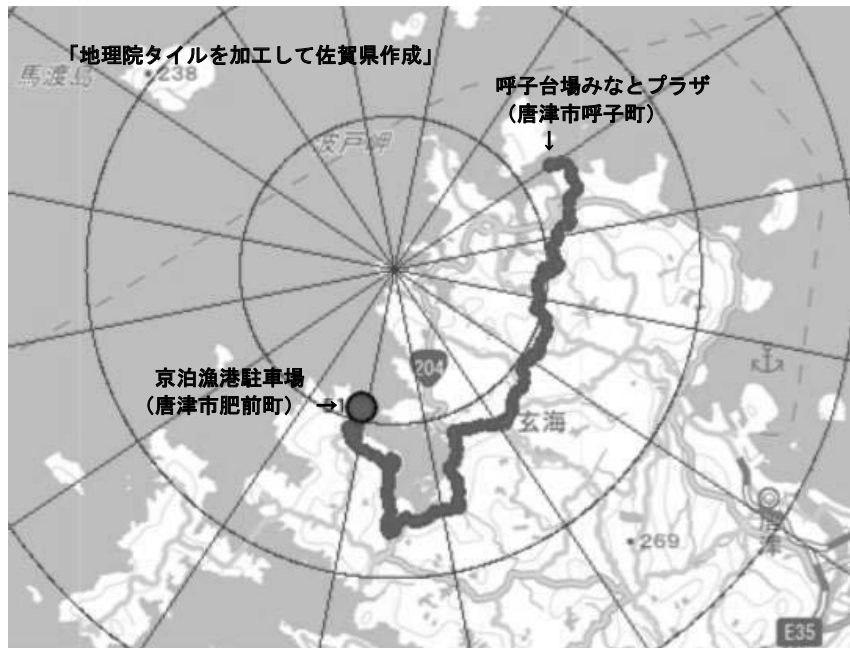 「地理院タイルを加工して佐賀県作成」
馬渡島
238
呼子台場みなとプラザ
（唐津市呼子町）
↓
波戸岬
204
京泊漁港駐車場
（唐津市肥前町）　→
玄海
唐津
269
E35